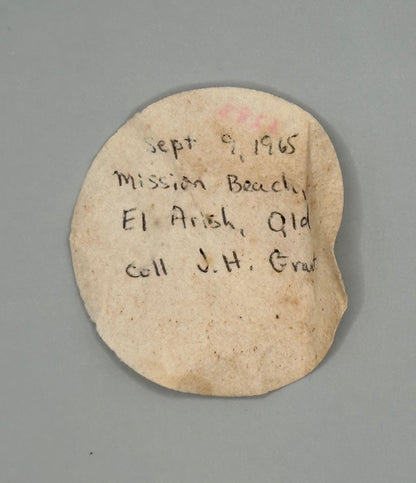 Sept 9, 1965
Mission Beach,
El Arish, Qld
coll J.H.